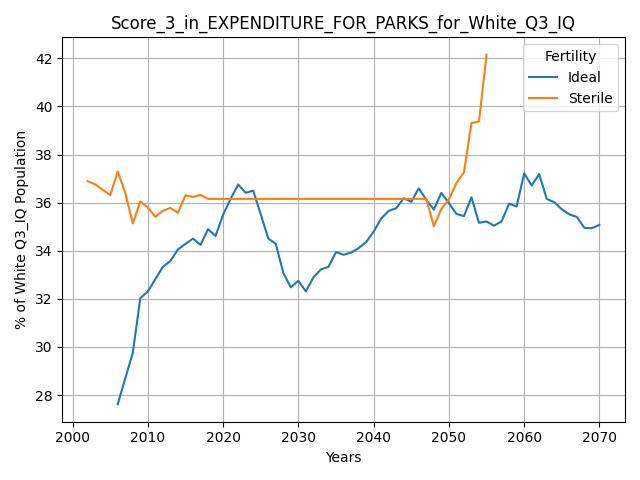 Score_3_in_EXPENDITURE_FOR_PARKS_for_White_Q3_IQ
Fertility
Ideal
Sterile
% of White Q3_IQ Population
42
40
38
36
34
32
30
28
2000
2010
2020
2030
2040
2050
2060
2070
Years